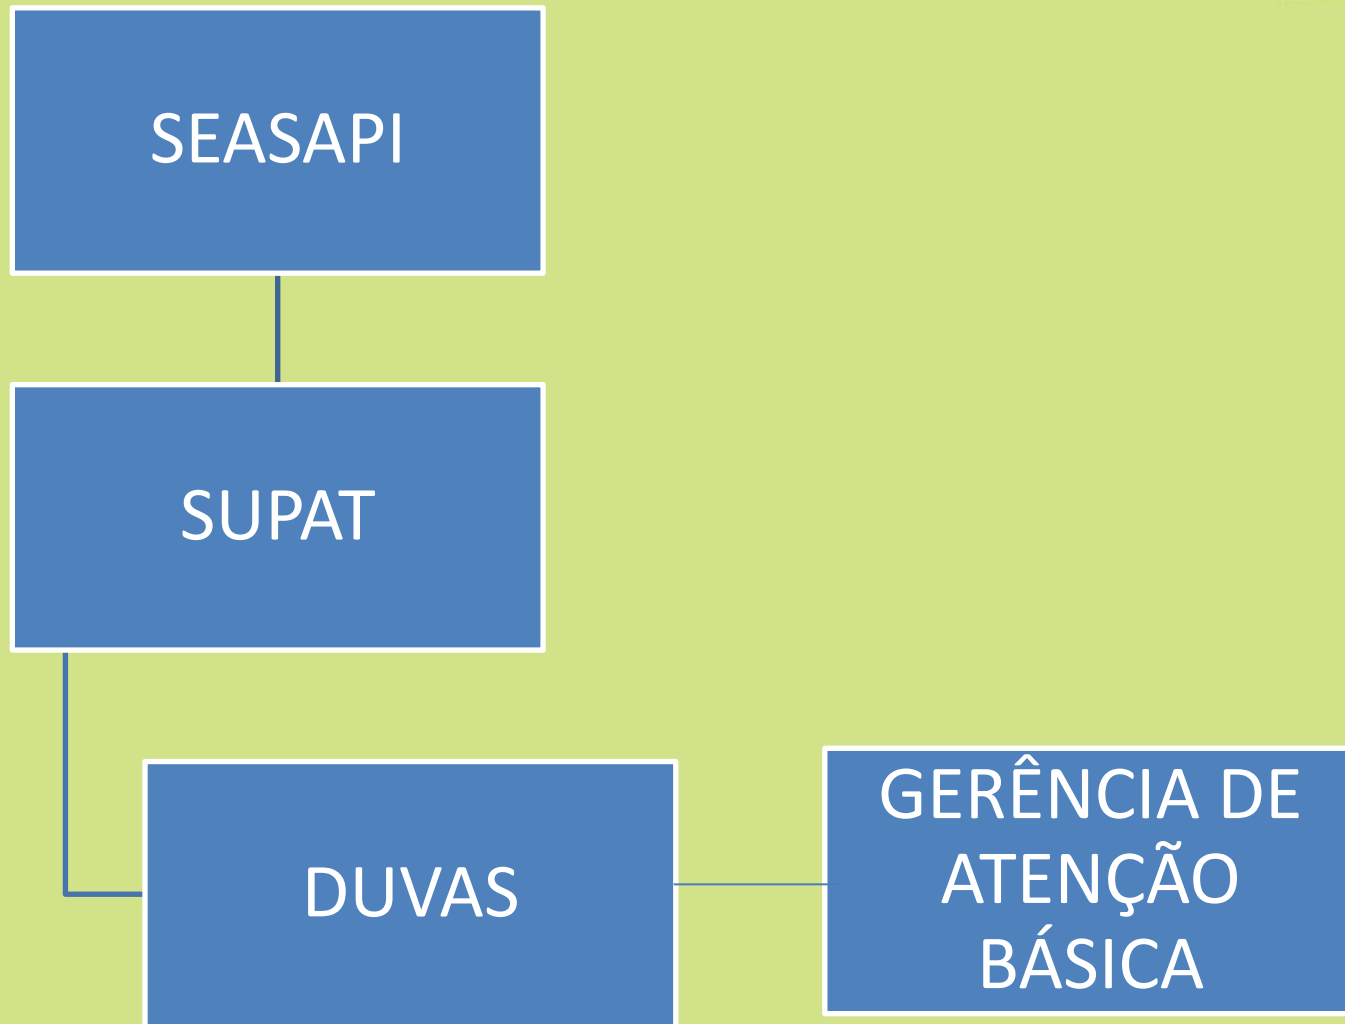 SEASAPI
SUPAT
DUVAS
GERÊNCIA DE
ATENÇÃO
BÁSICA